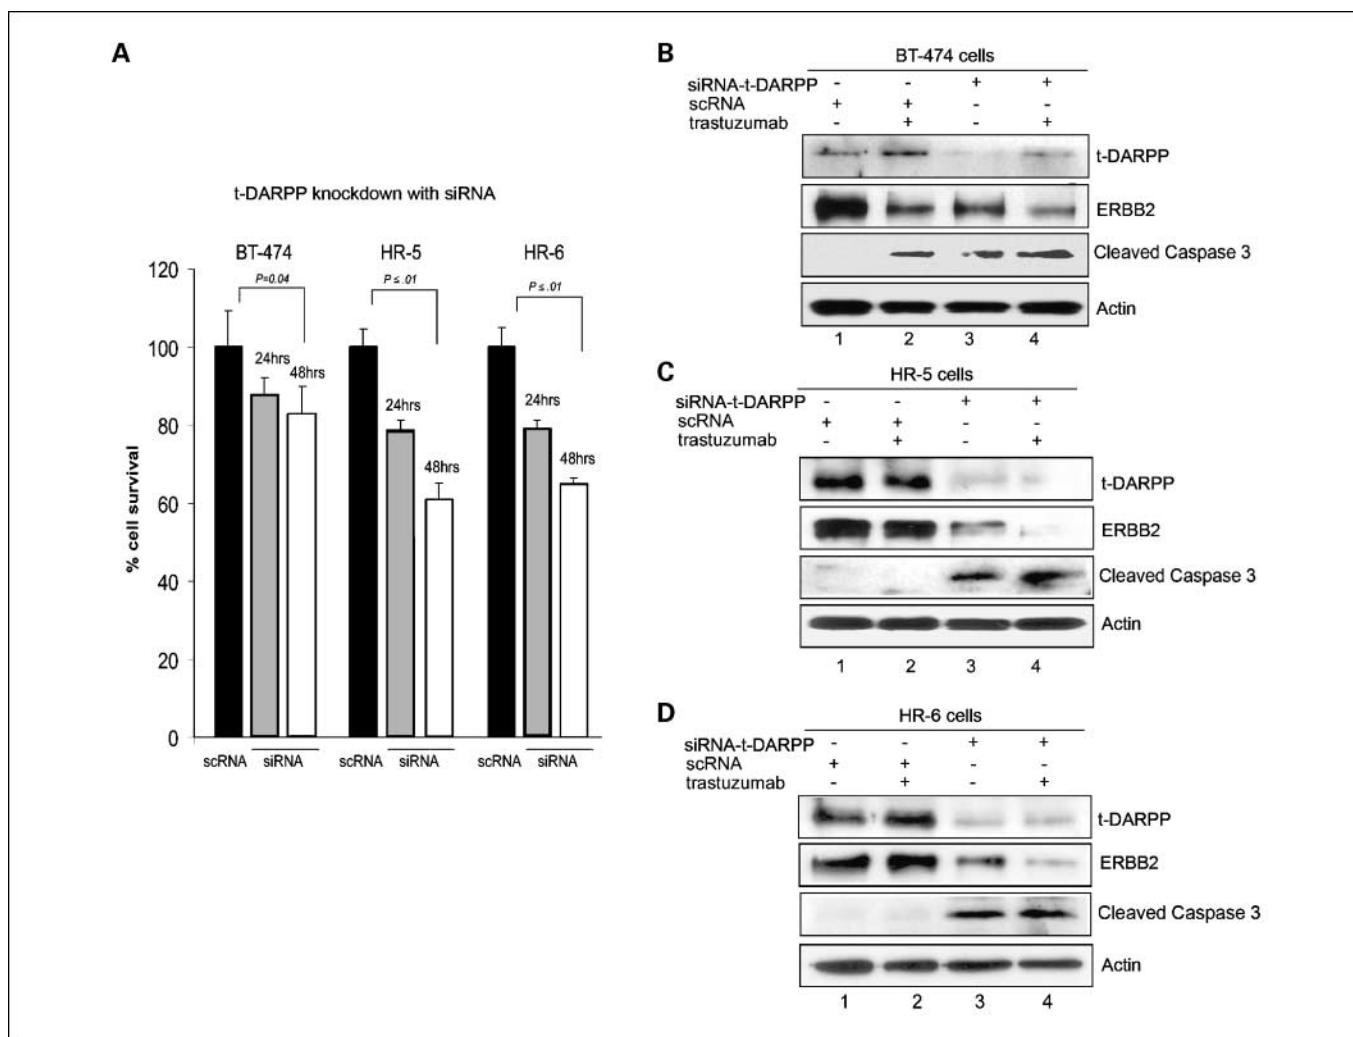 A
t-DARPP knockdown with siRNA
BT-474 HR-5 HR-6
P=0.04 P ≤ .01 P ≤ .01
120
100
80
60
40
20
0
% cell survival
24hrs 48hrs 24hrs 48hrs 24hrs 48hrs
scRNA siRNA scRNA siRNA scRNA siRNA
B
BT-474 cells
siRNA-t-DARPP - - + +
scRNA + + - -
trastuzumab - + - +
t-DARPP
ERBB2
Cleaved Caspase 3
Actin
1 2 3 4
C
HR-5 cells
siRNA-t-DARPP - - + +
scRNA + + - -
trastuzumab - + - +
t-DARPP
ERBB2
Cleaved Caspase 3
Actin
1 2 3 4
D
HR-6 cells
siRNA-t-DARPP - - + +
scRNA + + - -
trastuzumab - + - +
t-DARPP
ERBB2
Cleaved Caspase 3
Actin
1 2 3 4